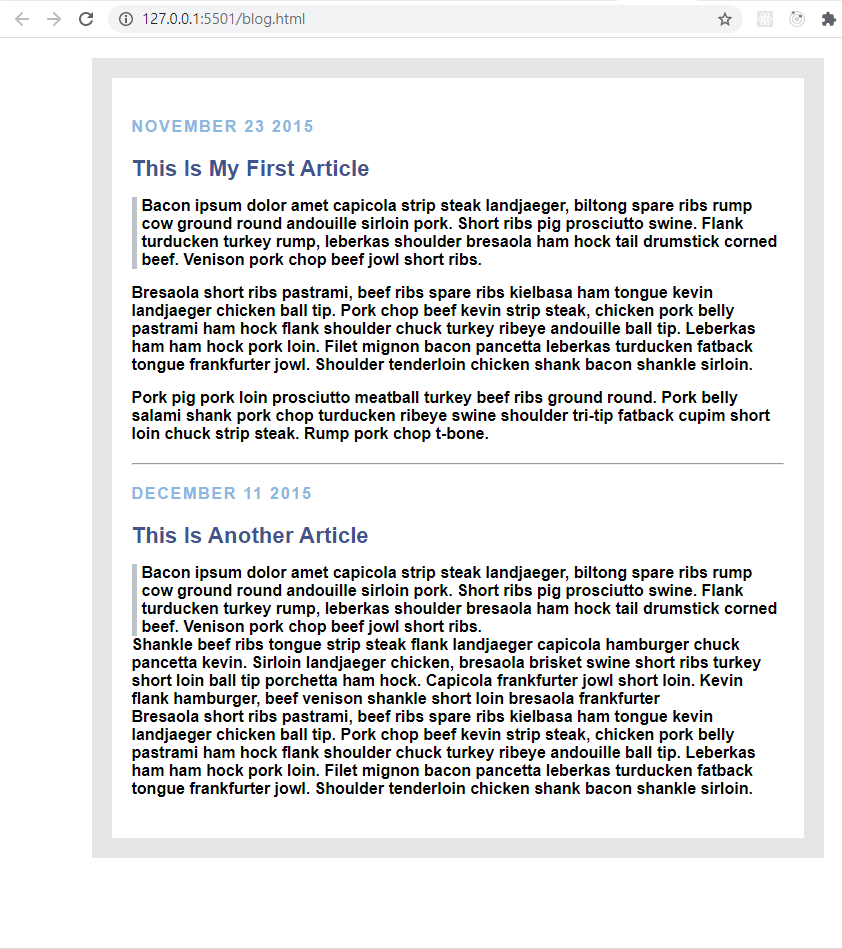 127.0.0.1:5501/blog.html
NOVEMBER 23 2015
This Is My First Article
Bacon ipsum dolor amet capicola strip steak landjaeger, biltong spare ribs rump
cow ground round andouille sirloin pork. Short ribs pig prosciutto swine. Flank
turducken turkey rump, leberkas shoulder bresaola ham hock tail drumstick corned
beef. Venison pork chop beef jowl short ribs.
Bresaola short ribs pastrami, beef ribs spare ribs kielbasa ham tongue kevin
landjaeger chicken ball tip. Pork chop beef kevin strip steak, chicken pork belly
pastrami ham hock flank shoulder chuck turkey ribeye andouille ball tip. Leberkas
ham ham hock pork loin. Filet mignon bacon pancetta leberkas turducken fatback
tongue frankfurter jowl. Shoulder tenderloin chicken shank bacon shankle sirloin.
Pork pig pork loin prosciutto meatball turkey beef ribs ground round. Pork belly
salami shank pork chop turducken ribeye swine shoulder tri-tip fatback cupim short
loin chuck strip steak. Rump pork chop t-bone.
DECEMBER 11 2015
This Is Another Article
Bacon ipsum dolor amet capicola strip steak landjaeger, biltong spare ribs rump
cow ground round andouille sirloin pork. Short ribs pig prosciutto swine. Flank
turducken turkey rump, leberkas shoulder bresaola ham hock tail drumstick corned
beef. Venison pork chop beef jowl short ribs.
Shankle beef ribs tongue strip steak flank landjaeger capicola hamburger chuck
pancetta kevin. Sirloin landjaeger chicken, bresaola brisket swine short ribs turkey
short loin ball tip porchetta ham hock. Capicola frankfurter jowl short loin. Kevin
flank hamburger, beef venison shankle short loin bresaola frankfurter
Bresaola short ribs pastrami, beef ribs spare ribs kielbasa ham tongue kevin
landjaeger chicken ball tip. Pork chop beef kevin strip steak, chicken pork belly
pastrami ham hock flank shoulder chuck turkey ribeye andouille ball tip. Leberkas
ham ham hock pork loin. Filet mignon bacon pancetta leberkas turducken fatback
tongue frankfurter jowl. Shoulder tenderloin chicken shank bacon shankle sirloin.